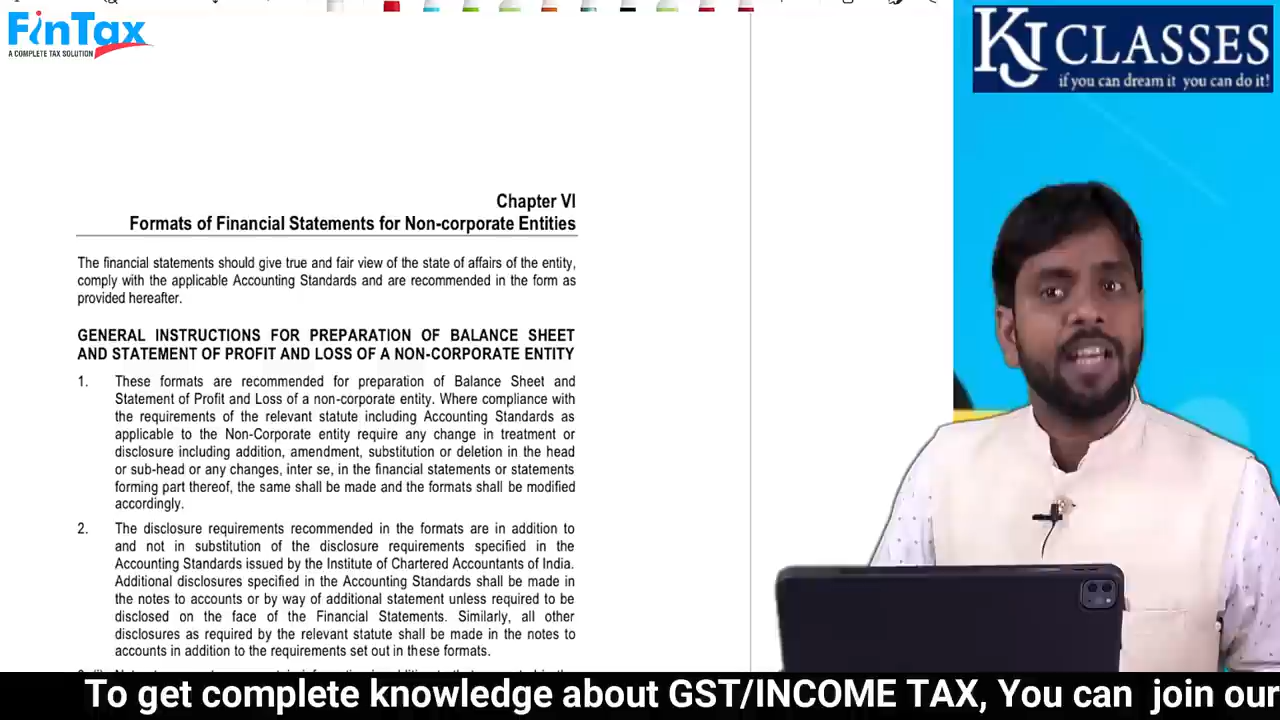 FinTax
A COMPLETE TAX SOLUTION
KJ CLASSES
if you can dream it you can do it!
Chapter VI
Formats of Financial Statements for Non-corporate Entities
The financial statements should give true and fair view of the state of affairs of the entity,
comply with the applicable Accounting Standards and are recommended in the form as
provided hereafter.
GENERAL INSTRUCTIONS FOR PREPARATION OF BALANCE SHEET
AND STATEMENT OF PROFIT AND LOSS OF A NON-CORPORATE ENTITY
1. These formats are recommended for preparation of Balance Sheet and
Statement of Profit and Loss of a non-corporate entity. Where compliance with
the requirements of the relevant statute including Accounting Standards as
applicable to the Non-Corporate entity require any change in treatment or
disclosure including addition, amendment, substitution or deletion in the head
or sub-head or any changes, inter se, in the financial statements or statements
forming part thereof, the same shall be made and the formats shall be modified
accordingly.
2. The disclosure requirements recommended in the formats are in addition to
and not in substitution of the disclosure requirements specified in the
Accounting Standards issued by the Institute of Chartered Accountants of India.
Additional disclosures specified in the Accounting Standards shall be made in
the notes to accounts or by way of additional statement unless required to be
disclosed on the face of the Financial Statements. Similarly, all other
disclosures as required by the relevant statute shall be made in the notes to
accounts in addition to the requirements set out in these formats.
To get complete knowledge about GST/INCOME TAX, You can join our